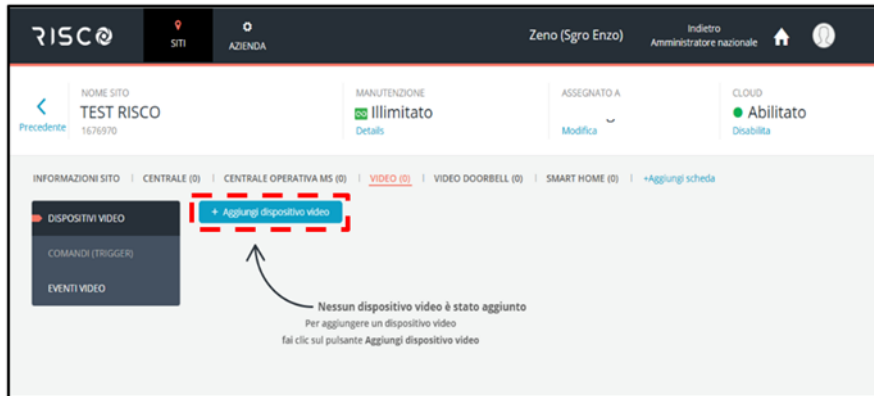 RISCO
SITI
AZIENDA
Zeno (Sgro Enzo)
Indietro
Amministratore nazionale
Precedente
NOME SITO
TEST RISCO
1676970
MANUTENZIONE
Illimitato
Details
ASSEGNATO A
Modifica
CLOUD
Abilitato
Disabilita
INFORMAZIONI SITO | CENTRALE (0) | CENTRALE OPERATIVA MS (0) | VIDEO (0) | VIDEO DOORBELL (0) | SMART HOME (0) | +Aggiungi scheda
DISPOSITIVI VIDEO
COMANDI (TRIGGER)
EVENTI VIDEO
+ Aggiungi dispositivo video
Nessun dispositivo video è stato aggiunto
Per aggiungere un dispositivo video
fai clic sul pulsante Aggiungi dispositivo video